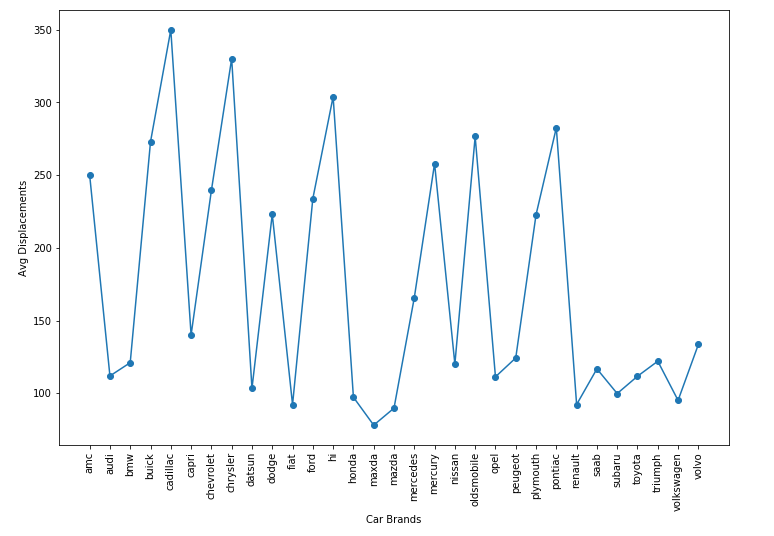 350
300
250
200
150
100
Avg Displacements
amc
audi
bmw
buick
cadillac
capri
chevrolet
chrysler
datsun
dodge
fiat
ford
hi
honda
maxda
mazda
mercedes
mercury
nissan
oldsmobile
opel
peugeot
plymouth
pontiac
renault
saab
subaru
toyota
triumph
volkswagen
volvo
Car Brands